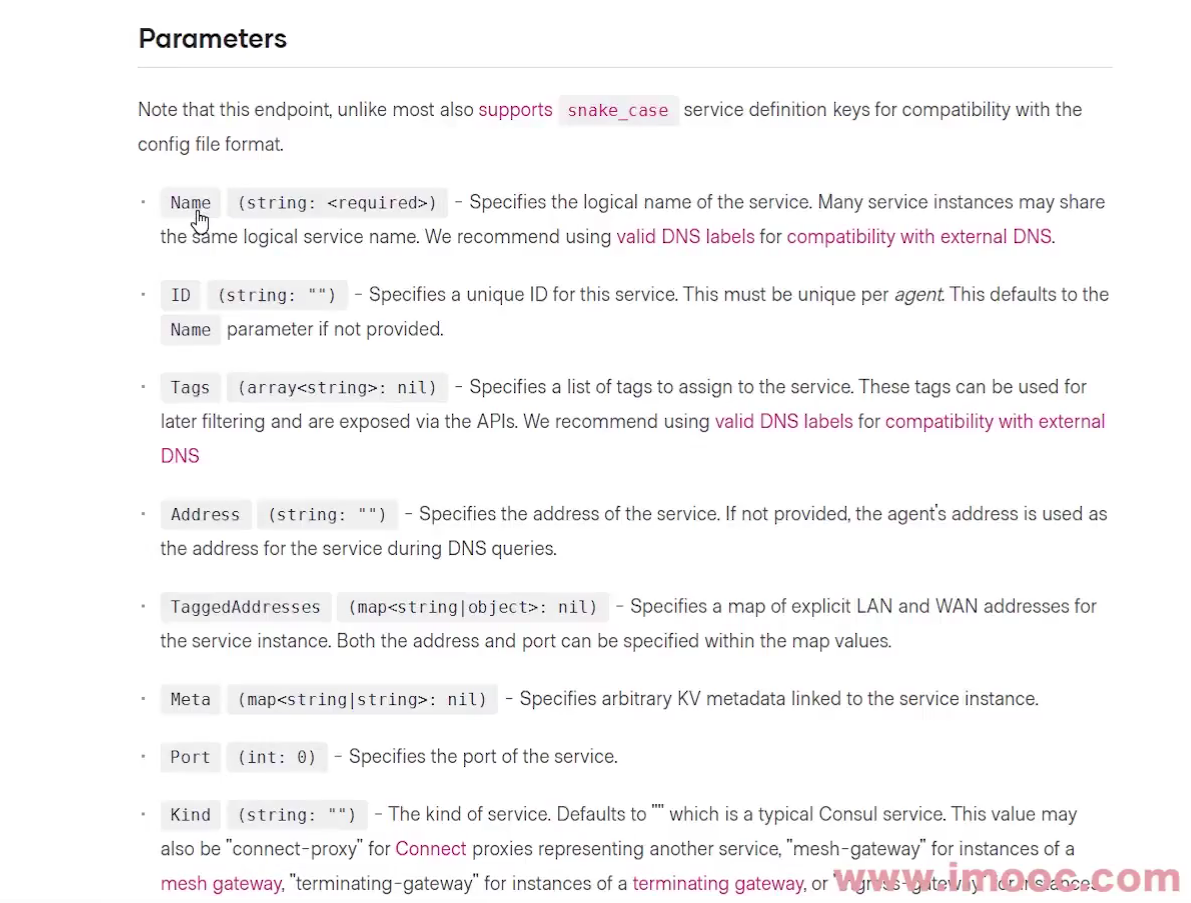 Parameters
Note that this endpoint, unlike most also supports snake_case service definition keys for compatibility with the
config file format.
· Name (string: <required>) - Specifies the logical name of the service. Many service instances may share
the same logical service name. We recommend using valid DNS labels for compatibility with external DNS.
· ID (string: "") - Specifies a unique ID for this service. This must be unique per agent. This defaults to the
Name parameter if not provided.
· Tags (array<string>: nil) - Specifies a list of tags to assign to the service. These tags can be used for
later filtering and are exposed via the APIs. We recommend using valid DNS labels for compatibility with external
DNS
· Address (string: "") - Specifies the address of the service. If not provided, the agent's address is used as
the address for the service during DNS queries.
· TaggedAddresses (map<string|object>: nil) - Specifies a map of explicit LAN and WAN addresses for
the service instance. Both the address and port can be specified within the map values.
· Meta (map<string|string>: nil) - Specifies arbitrary KV metadata linked to the service instance.
· Port (int: 0) - Specifies the port of the service.
· Kind (string: "") - The kind of service. Defaults to "" which is a typical Consul service. This value may
also be "connect-proxy" for Connect proxies representing another service, "mesh-gateway" for instances of a
mesh gateway, "terminating-gateway" for instances of a terminating gateway, or "ingress-gateway" for instances
www.imooc.com